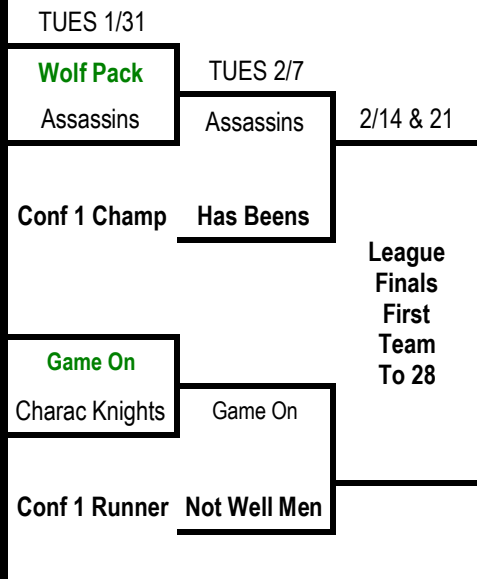 TUES 1/31
Wolf Pack
TUES 2/7
Assassins
Assassins
2/14 & 21
Conf 1 Champ
Has Beens
League
Finals
First
Team
To 28
Game On
Charac Knights
Game On
Conf 1 Runner
Not Well Men